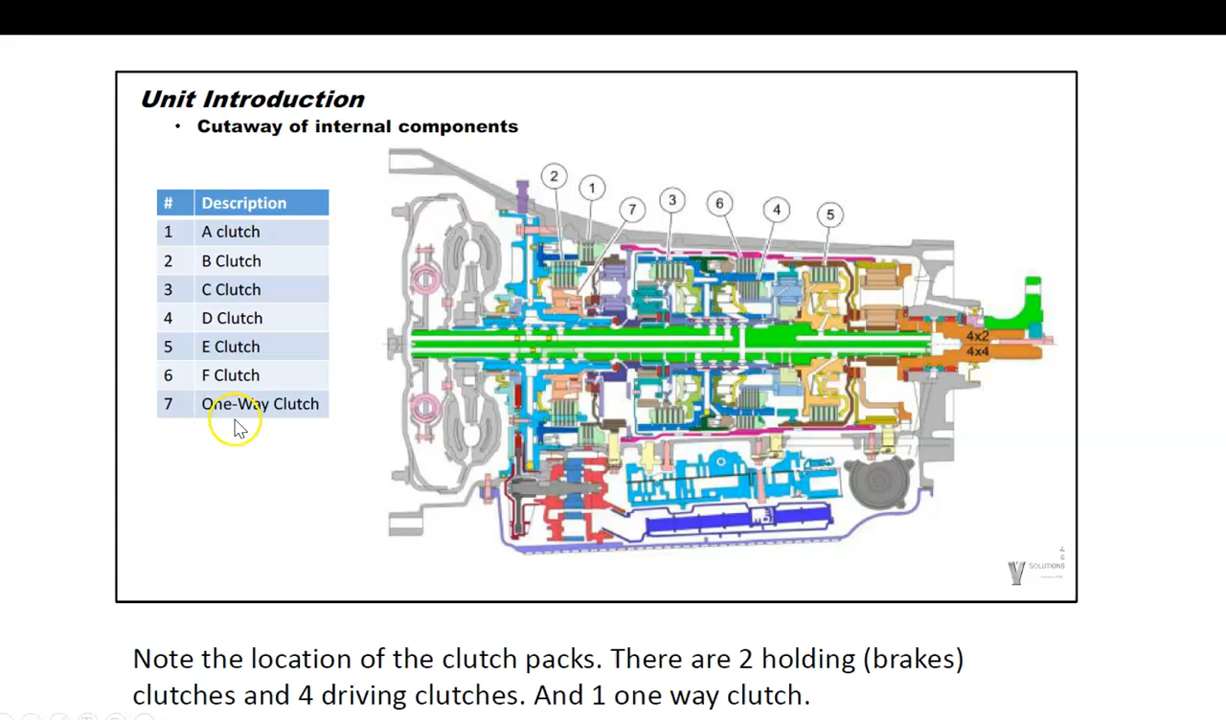 Unit Introduction
• Cutaway of internal components
# Description
1 A clutch
2 B Clutch
3 C Clutch
4 D Clutch
5 E Clutch
6 F Clutch
7 One-Way Clutch
2
1
7
3
6
4
5
4x2
4x4
SOLUTIONS
Note the location of the clutch packs. There are 2 holding (brakes)
clutches and 4 driving clutches. And 1 one way clutch.